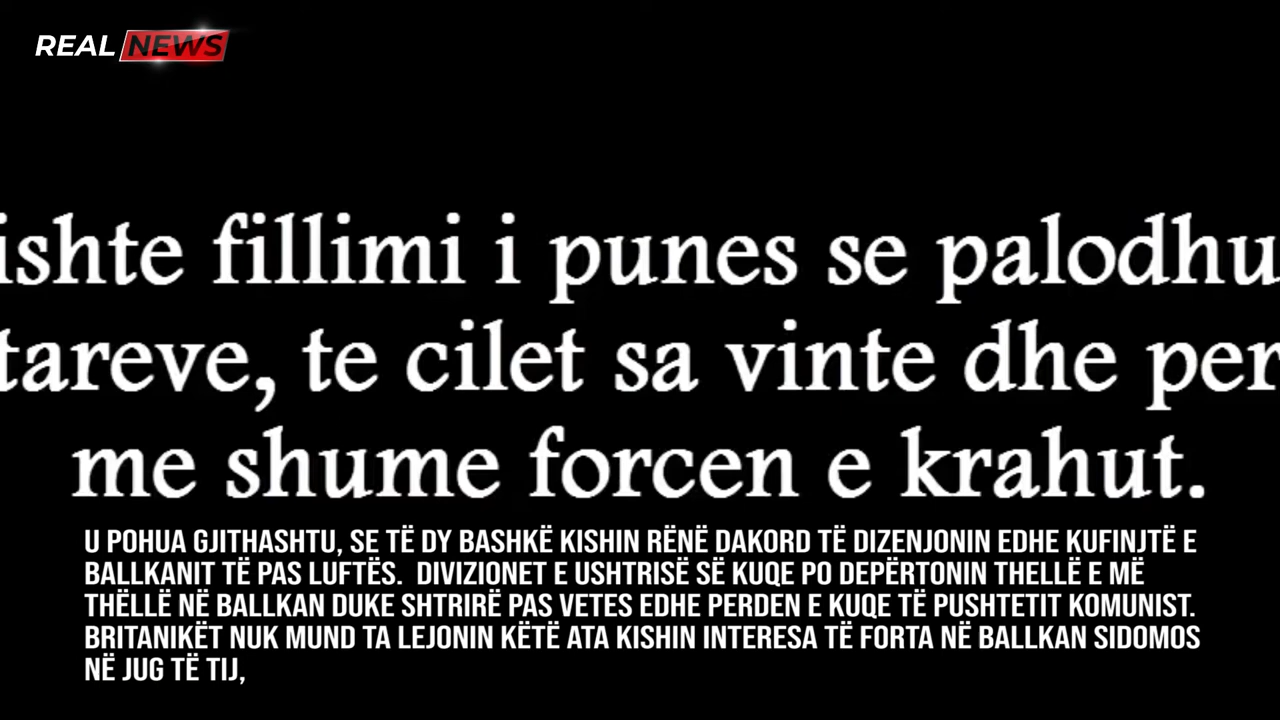 REAL NEWS
ishte fillimi i punes se palodhu
tareve, te cilet sa vinte dhe per
me shume forcen e krahut.
U POHUA GJITHASHTU, SE TË DY BASHKË KISHIN RËNË DAKORD TË DIZENJONIN EDHE KUFINJTË E
BALLKANIT TË PAS LUFTËS. DIVIZIONET E USHTRISË SË KUQE PO DEPËRTONIN THELLË E MË
THËLLË NË BALLKAN DUKE SHTRIRË PAS VETES EDHE PERDEN E KUQE TË PUSHTETIT KOMUNIST.
BRITANIKËT NUK MUND TA LEJONIN KËTË ATA KISHIN INTERESA TË FORTA NË BALLKAN SIDOMOS
NË JUG TË TIJ,